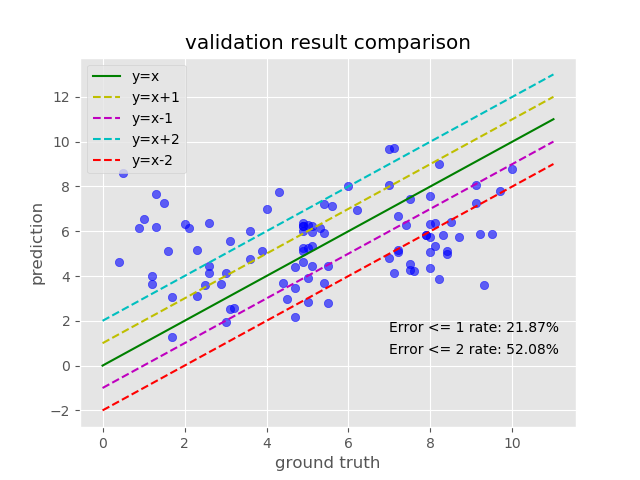 validation result comparison
y=x
y=x+1
y=x-1
y=x+2
y=x-2
12
10
8
6
4
2
0
−2
prediction
Error <= 1 rate: 21.87%
Error <= 2 rate: 52.08%
0 2 4 6 8 10
ground truth